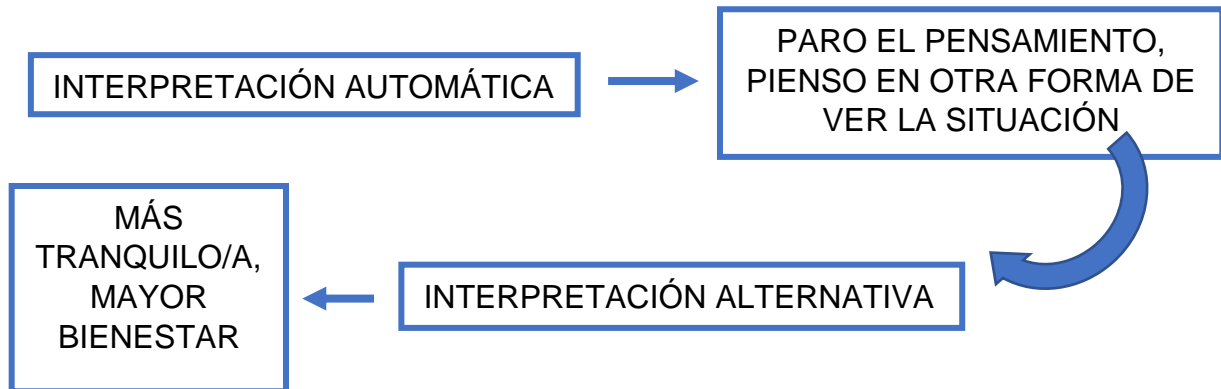 INTERPRETACIÓN AUTOMÁTICA
PARO EL PENSAMIENTO,
PIENSO EN OTRA FORMA DE
VER LA SITUACIÓN
INTERPRETACIÓN ALTERNATIVA
MÁS
TRANQUILO/A,
MAYOR
BIENESTAR